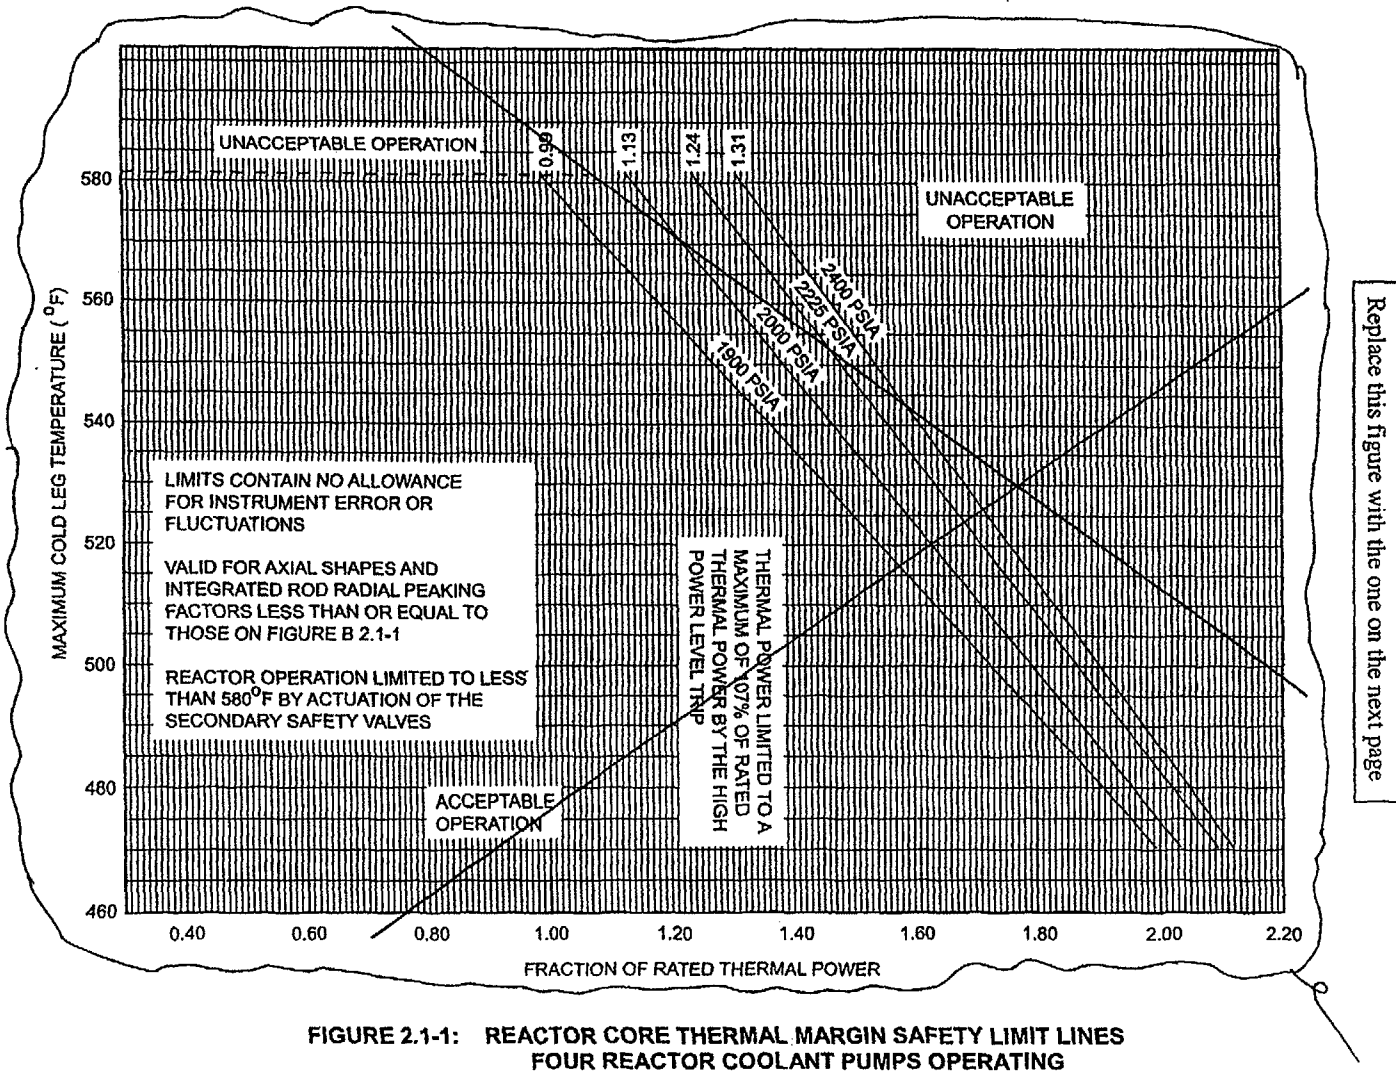 UNACCEPTABLE OPERATION
0.99
1.13
1.24
1.31
UNACCEPTABLE
OPERATION
2400 PSIA
2225 PSIA
2000 PSIA
1900 PSIA
580
560
540
520
500
480
460
MAXIMUM COLD LEG TEMPERATURE (°F)
LIMITS CONTAIN NO ALLOWANCE
FOR INSTRUMENT ERROR OR
FLUCTUATIONS
VALID FOR AXIAL SHAPES AND
INTEGRATED ROD RADIAL PEAKING
FACTORS LESS THAN OR EQUAL TO
THOSE ON FIGURE B 2.1-1
REACTOR OPERATION LIMITED TO LESS
THAN 580°F BY ACTUATION OF THE
SECONDARY SAFETY VALVES
THERMAL POWER LIMITED TO A
MAXIMUM OF 107% OF RATED
THERMAL POWER BY THE HIGH
POWER LEVEL TRIP
ACCEPTABLE
OPERATION
0.40 0.60 0.80 1.00 1.20 1.40 1.60 1.80 2.00 2.20
FRACTION OF RATED THERMAL POWER
Replace this figure with the one on the next page
FIGURE 2.1-1: REACTOR CORE THERMAL MARGIN SAFETY LIMIT LINES
FOUR REACTOR COOLANT PUMPS OPERATING